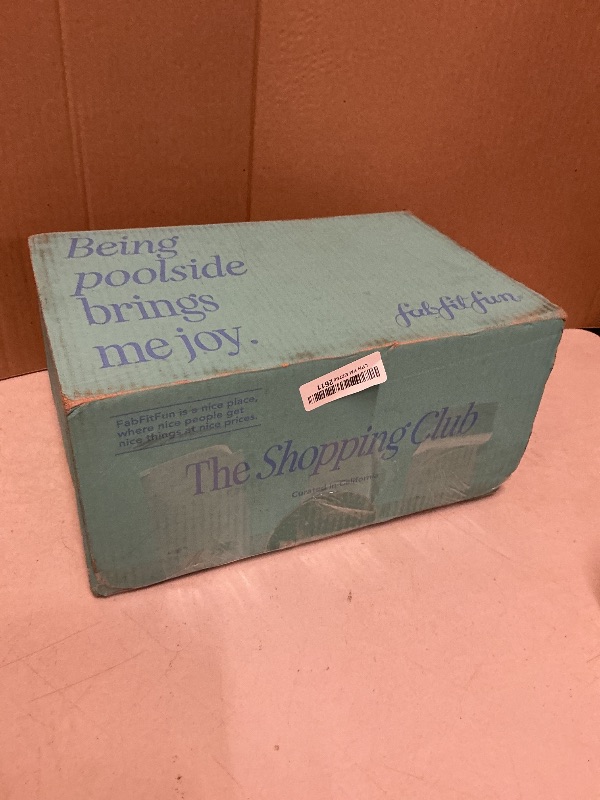 Being
poolside
brings
me joy.
fabfitfun
FabFitFun is a nice place,
where nice people get
nice things at nice prices.
The Shopping Club
Curated in California